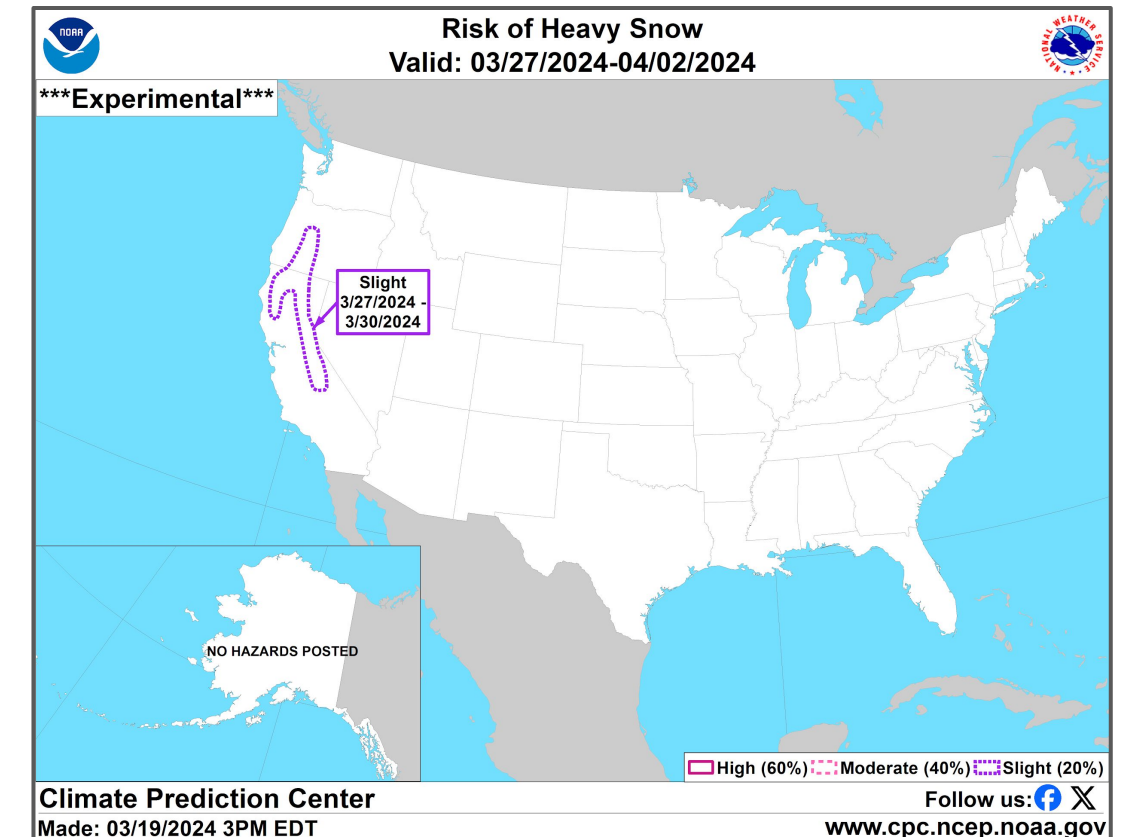 NOAA
Risk of Heavy Snow
Valid: 03/27/2024-04/02/2024
NATIONAL WEATHER SERVICE
***Experimental***
Slight
3/27/2024 -
3/30/2024
NO HAZARDS POSTED
High (60%) Moderate (40%) Slight (20%)
Climate Prediction Center
Follow us:
Made: 03/19/2024 3PM EDT
www.cpc.ncep.noaa.gov